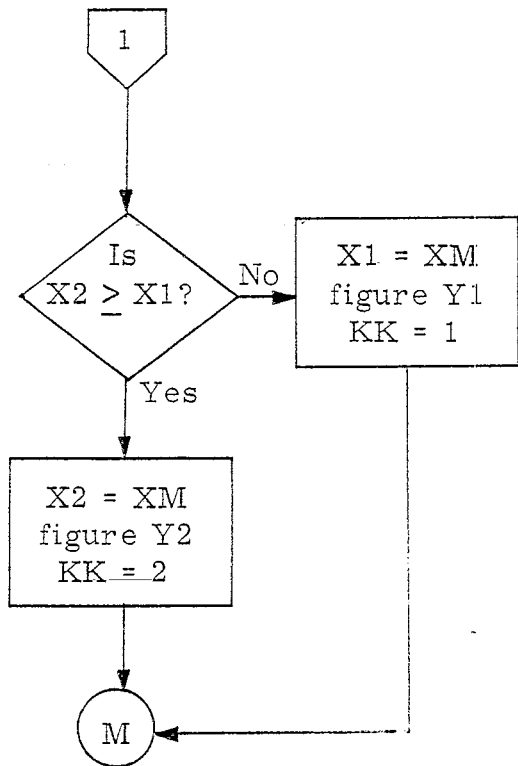 1
Is
X2 ≥ X1?
No
X1 = XM
figure Y1
KK = 1
Yes
X2 = XM
figure Y2
KK = 2
M